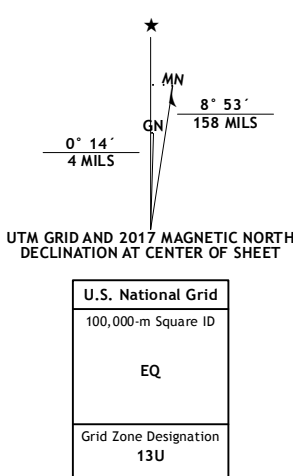 ★
MN
8° 53´
158 MILS
GN
0° 14´
4 MILS
UTM GRID AND 2017 MAGNETIC NORTH
DECLINATION AT CENTER OF SHEET
U.S. National Grid
100,000-m Square ID
EQ
Grid Zone Designation
13U